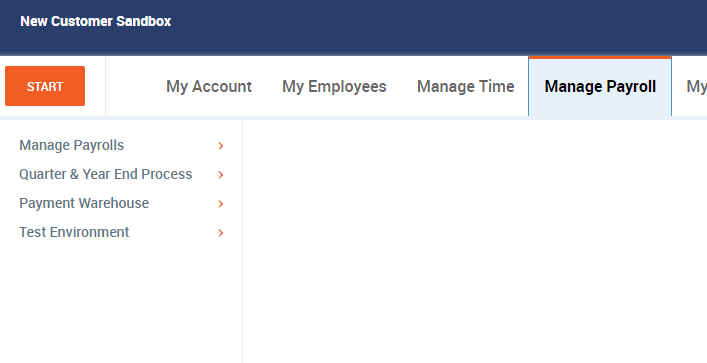 New Customer Sandbox
START My Account My Employees Manage Time Manage Payroll My
Manage Payrolls
Quarter & Year End Process
Payment Warehouse
Test Environment